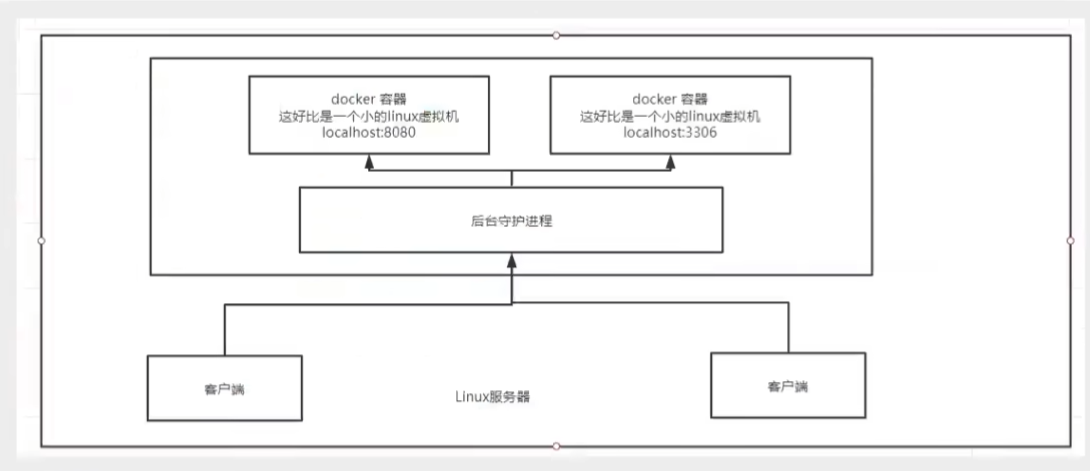 docker 容器
这好比是一个小的linux虚拟机
localhost:8080
docker 容器
这好比是一个小的linux虚拟机
localhost:3306
后台守护进程
客户端
Linux服务器
客户端